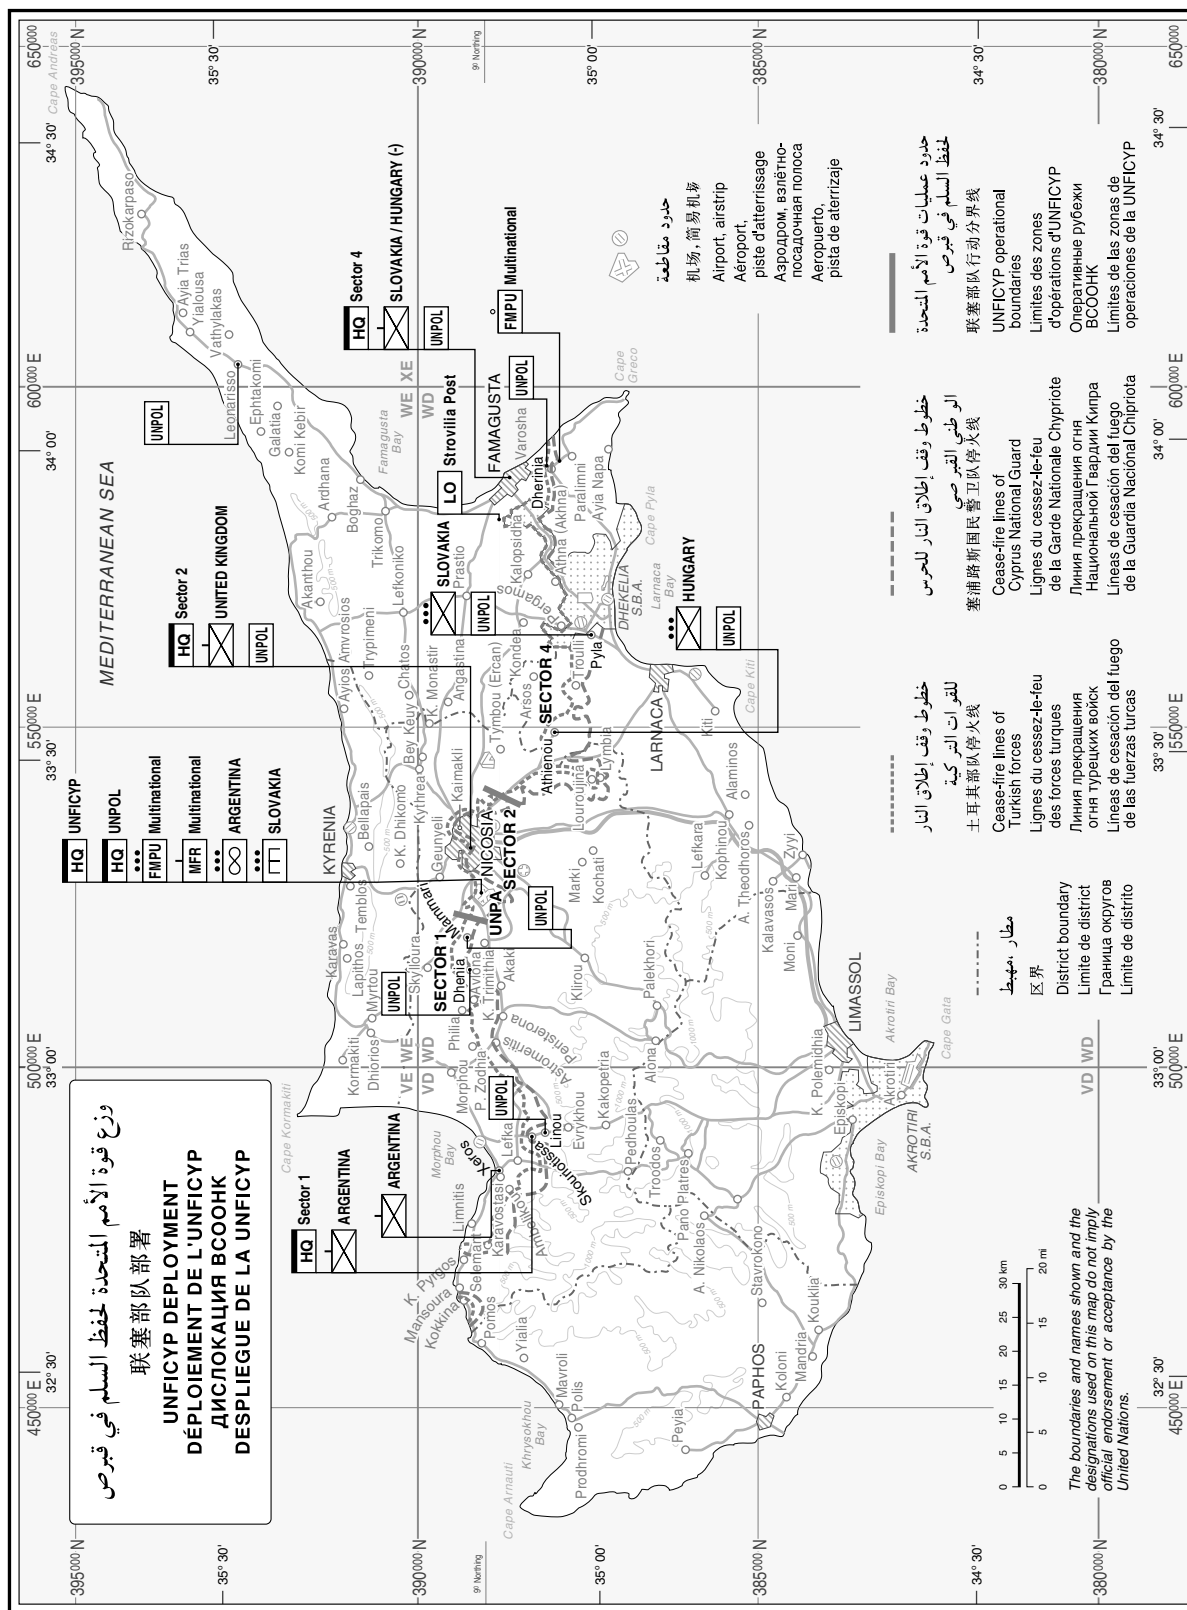 وزع قوة الأمم المتحدة لحفظ السلم في قبرص
联塞部队部署
UNFICYP DEPLOYMENT
DÉPLOIEMENT DE L'UNFICYP
ДИСЛОКАЦИЯ ВСООНК
DESPLIEGUE DE LA UNFICYP
MEDITERRANEAN SEA
HQ UNFICYP
HQ UNPOL
FMPU Multinational
MFR Multinational
ARGENTINA
SLOVAKIA
HQ Sector 2
UNITED KINGDOM
UNPOL
UNPOL
HQ Sector 4
SLOVAKIA / HUNGARY (-)
UNPOL
LO Strovilia Post
FMPU Multinational
UNPOL
SLOVAKIA
UNPOL
HUNGARY
UNPOL
HQ Sector 1
ARGENTINA
ARGENTINA
UNPOL
UNPOL
UNPOL
SECTOR 1
UNPA
SECTOR 2
SECTOR 4
Cape Andreas
Rizokarpaso
Ayia Trias
Yialousa
Vathylakas
Leonarisso
Ephtakomi
Galatia
Komi Kebir
Ardhana
Boghaz
Famagusta
Bay
Trikomo
Akanthou
Lefkoniko
Ayios Amvrosios
Trypimeni
Chatos
Bey Keuy
K. Monastir
Angastina
Prastio
FAMAGUSTA
Varosha
Dherinia
Paralimni
Ayia Napa
Cape
Greco
Kalopsidha
Athna (Akhna)
Pergamos
Kondea
Arsos
Troulli
Pyla
Cape Pyla
DHEKELIA
S.B.A.
Larnaca
Bay
LARNACA
Kiti
Cape Kiti
Tymbou (Ercan)
Athienou
Louroujina
Lymbia
KYRENIA
Bellapais
K. Dhikomo
Kythrea
Geunyeli
Kaimaki
NICOSIA
Temblos
Karavas
Lapithos
Myrtou
Kormakiti
Dhiorios
Cape Kormakiti
Skylloura
Mammari
Dhenia
Avlona
Philia
K. Trimithia
Akaki
Peristerona
Astromeritis
Morphou
P. Zodhia
Morphou
Bay
Xeros
Lefka
Linou
Skouriotissa
Evrykhou
Kakopetria
Karavostasi
Limnitis
Ambelikou
Selemant
K. Pyrgos
Mansoura
Kokkina
Pomos
Yialia
Mavroli
Polis
Prodhromi
Khrysokhou
Bay
Cape Arnauti
Peyia
PAPHOS
Koloni
Mandria
Kouklia
Stavrokono
A. Nikolaos
Pano Platres
Troodos
Pedhoulas
Alona
Palekhori
Klirou
Marki
Kochati
Lefkara
Kophinou
Alaminos
A. Theodhoros
Zyyi
Mari
Kalavasos
Moni
LIMASSOL
K. Polemidhia
Episkopi
Akrotiri
AKROTIRI
S.B.A.
Episkopi Bay
Akrotiri Bay
Cape Gata
500 m
1000 m
VE WE
VD WD
WE XE
WD
VD WD
450000 E
500000 E
550000 E
600000 E
650000
395000 N
390000 N
385000 N
380000 N
9⁰ Northing
32° 30'
33° 00'
33° 30'
34° 00'
34° 30'
35° 30'
35° 00'
34° 30'
0 5 10 15 20 25 30 km
0 5 10 15 20 mi
The boundaries and names shown and the
designations used on this map do not imply
official endorsement or acceptance by the
United Nations.
مطار ،مهبط
区界
District boundary
Limite de district
Граница округов
Límite de distrito
خطوط وقف إطلاق النار
للقوات التركية
土耳其部队停火线
Cease-fire lines of
Turkish forces
Lignes du cessez-le-feu
des forces turques
Линия прекращения
огня турецких войск
Líneas de cesación del fuego
de las fuerzas turcas
خطوط وقف إطلاق النار للحرس
الوطني القبرصي
塞浦路斯国民警卫队停火线
Cease-fire lines of
Cyprus National Guard
Lignes du cessez-le-feu
de la Garde Nationale Chypriote
Линия прекращения огня
Национальной Гвардии Кипра
Líneas de cesación del fuego
de la Guardia Naciónal Chipriota
حدود عمليات قوة الأمم المتحدة
لحفظ السلم في قبرص
联塞部队行动分界线
UNFICYP operational
boundaries
Limites des zones
d'opérations d'UNFICYP
Оперативные рубежи
ВСООНК
Límites de las zonas de
operaciones de la UNFICYP
حدود مقاطعة
机场，简易机场
Airport, airstrip
Aéroport,
piste d'atterrissage
Аэродром, взлётно-
посадочная полоса
Aeropuerto,
pista de aterrizaje